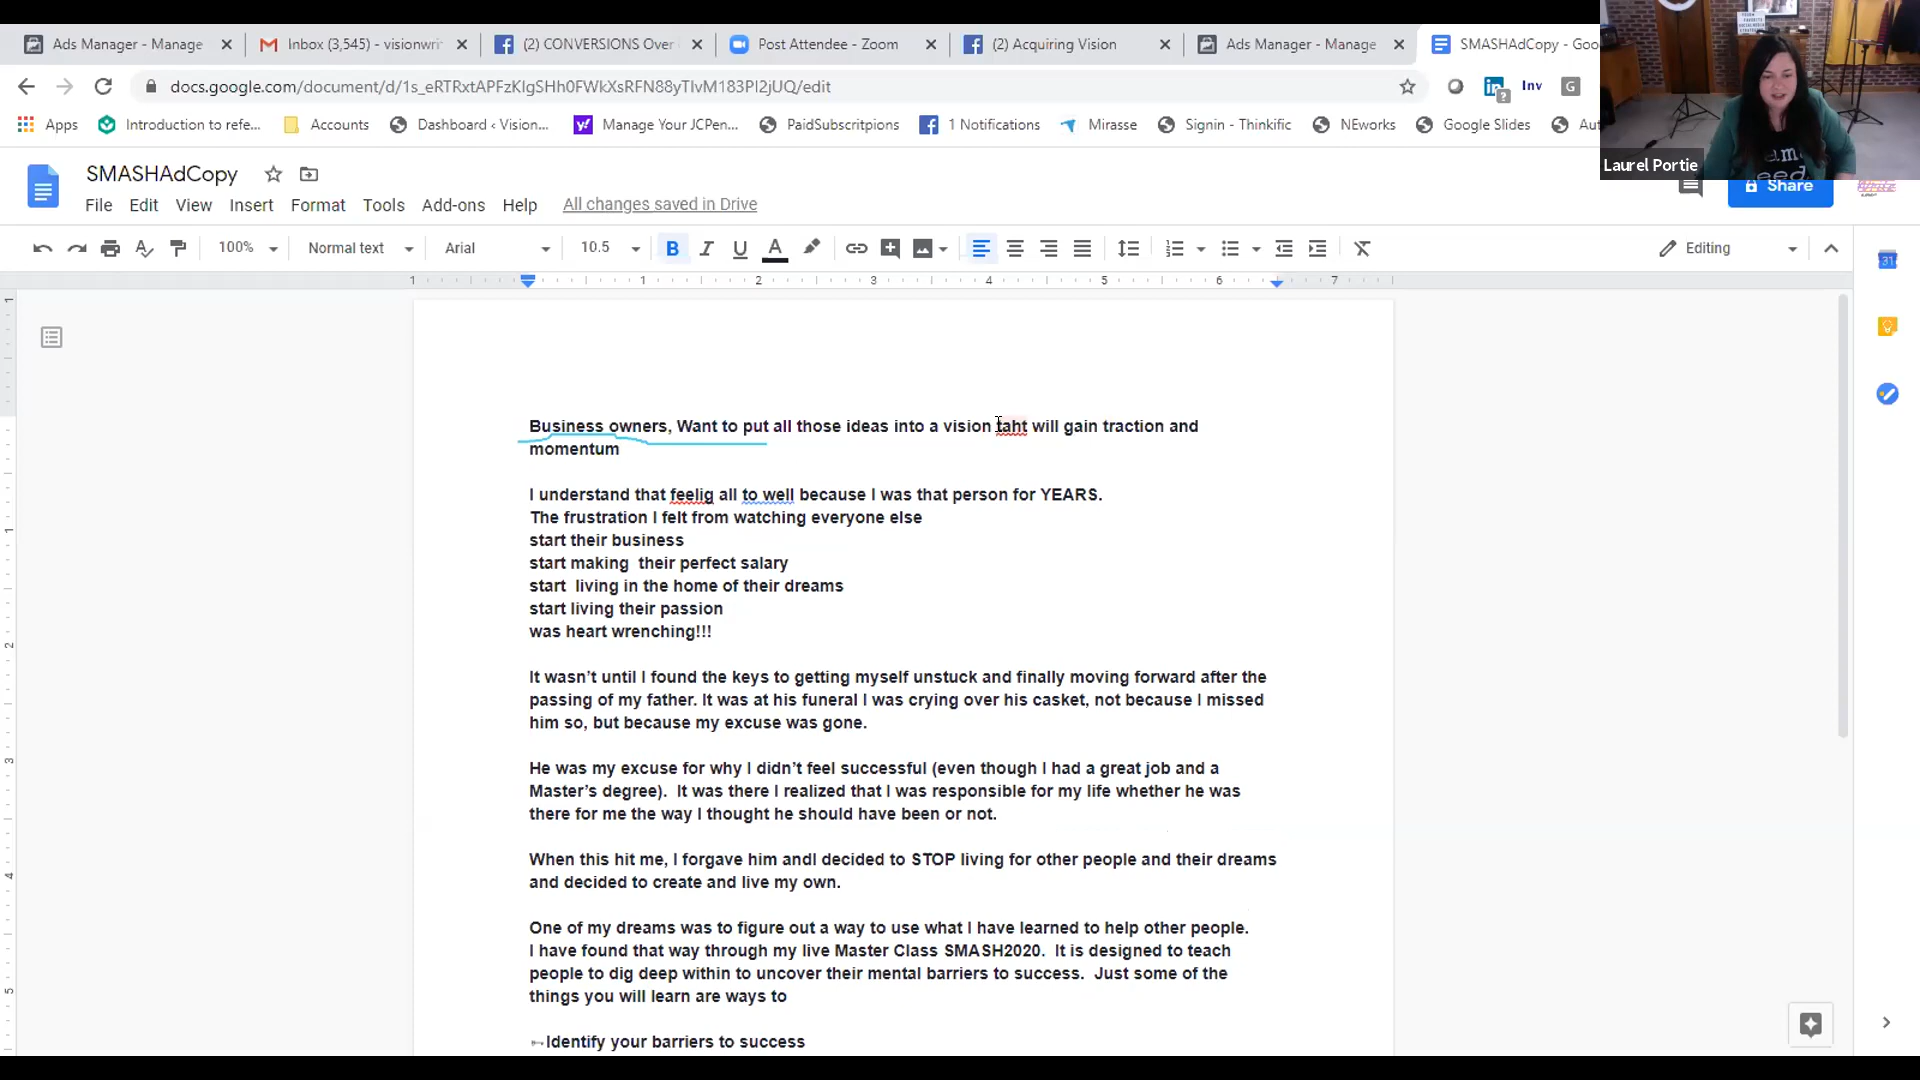 Ads Manager - Manage
Inbox (3,545) - visionwri
(2) CONVERSIONS Over
Post Attendee - Zoom
(2) Acquiring Vision
Ads Manager - Manage
SMASHAdCopy - Goo
docs.google.com/document/d/1s_eRTRxtAPFzKIgSHh0FWkXsRFN88yTIvM183PI2jUQ/edit
Inv
G
Apps
Introduction to refe...
Accounts
Dashboard ‹ Vision...
Manage Your JCPen...
PaidSubscritpions
1 Notifications
Mirasse
Signin - Thinkific
NEworks
Google Slides
Aut
Laurel Portie
SMASHAdCopy
Share
File Edit View Insert Format Tools Add-ons Help All changes saved in Drive
100% Normal text Arial 10.5 B I U A Editing
1 1 2 3 4 5 6 7
31
Business owners, Want to put all those ideas into a vision taht will gain traction and
momentum
I understand that feelig all to well because I was that person for YEARS.
The frustration I felt from watching everyone else
start their business
start making  their perfect salary
start  living in the home of their dreams
start living their passion
was heart wrenching!!!
It wasn't until I found the keys to getting myself unstuck and finally moving forward after the
passing of my father. It was at his funeral I was crying over his casket, not because I missed
him so, but because my excuse was gone.
He was my excuse for why I didn't feel successful (even though I had a great job and a
Master's degree).  It was there I realized that I was responsible for my life whether he was
there for me the way I thought he should have been or not.
When this hit me, I forgave him andI decided to STOP living for other people and their dreams
and decided to create and live my own.
One of my dreams was to figure out a way to use what I have learned to help other people.
I have found that way through my live Master Class SMASH2020.  It is designed to teach
people to dig deep within to uncover their mental barriers to success.  Just some of the
things you will learn are ways to
Identify your barriers to success